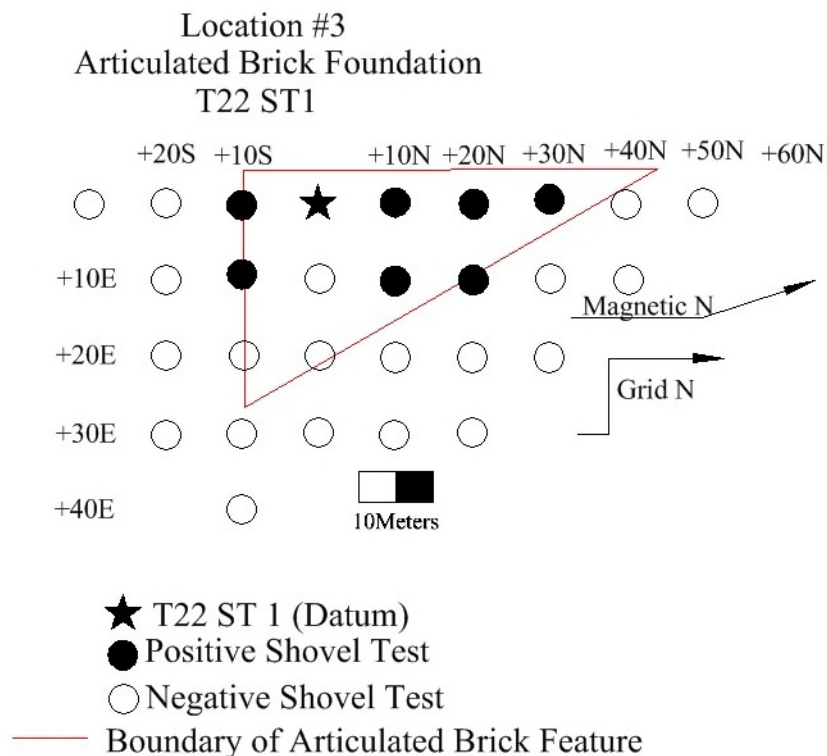 Location #3
Articulated Brick Foundation
T22 ST1
+20S +10S +10N +20N +30N +40N +50N +60N
+10E
Magnetic N
+20E
Grid N
+30E
+40E
10Meters
T22 ST 1 (Datum)
Positive Shovel Test
Negative Shovel Test
Boundary of Articulated Brick Feature